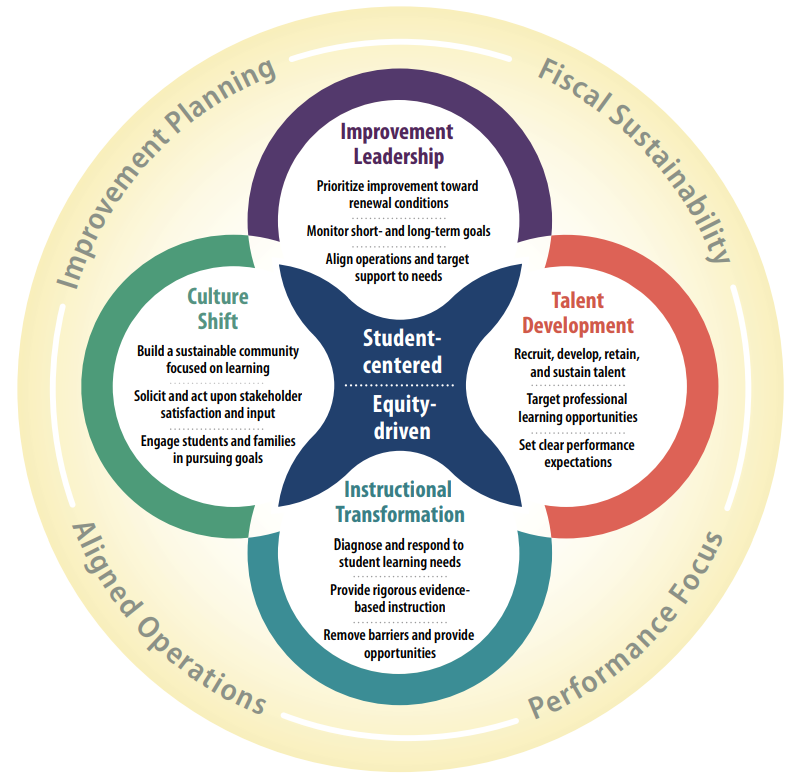 Improvement Planning
Fiscal Sustainability
Improvement
Leadership
Prioritize improvement toward
renewal conditions
Monitor short- and long-term goals
Align operations and target
support to needs
Culture
Shift
Build a sustainable community
focused on learning
Solicit and act upon stakeholder
satisfaction and input
Engage students and families
in pursuing goals
Student-
centered
Equity-
driven
Talent
Development
Recruit, develop, retain,
and sustain talent
Target professional
learning opportunities
Set clear performance
expectations
Instructional
Transformation
Diagnose and respond to
student learning needs
Provide rigorous evidence-
based instruction
Remove barriers and provide
opportunities
Aligned Operations
Performance Focus